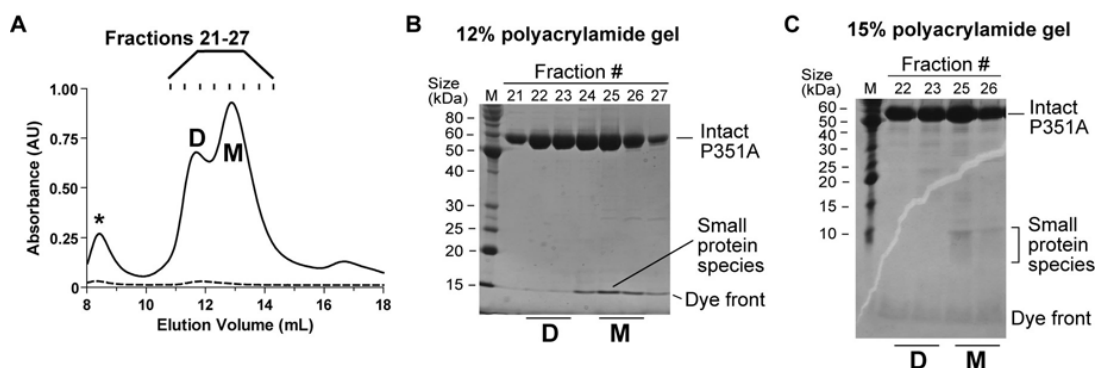 A
Fractions 21-27
Absorbance (AU)
1.00
0.75
0.50
0.25
0
*
D
M
8
10
12
14
16
18
Elution Volume (mL)
B
12% polyacrylamide gel
Size
(kDa)
Fraction #
M
21 22 23 24 25 26 27
80
60
50
40
30
25
20
15
Intact
P351A
Small
protein
species
Dye front
D
M
C
15% polyacrylamide gel
Size
(kDa)
Fraction #
M
22 23 25 26
60
50
40
30
25
20
15
10
Intact
P351A
Small
protein
species
Dye front
D
M